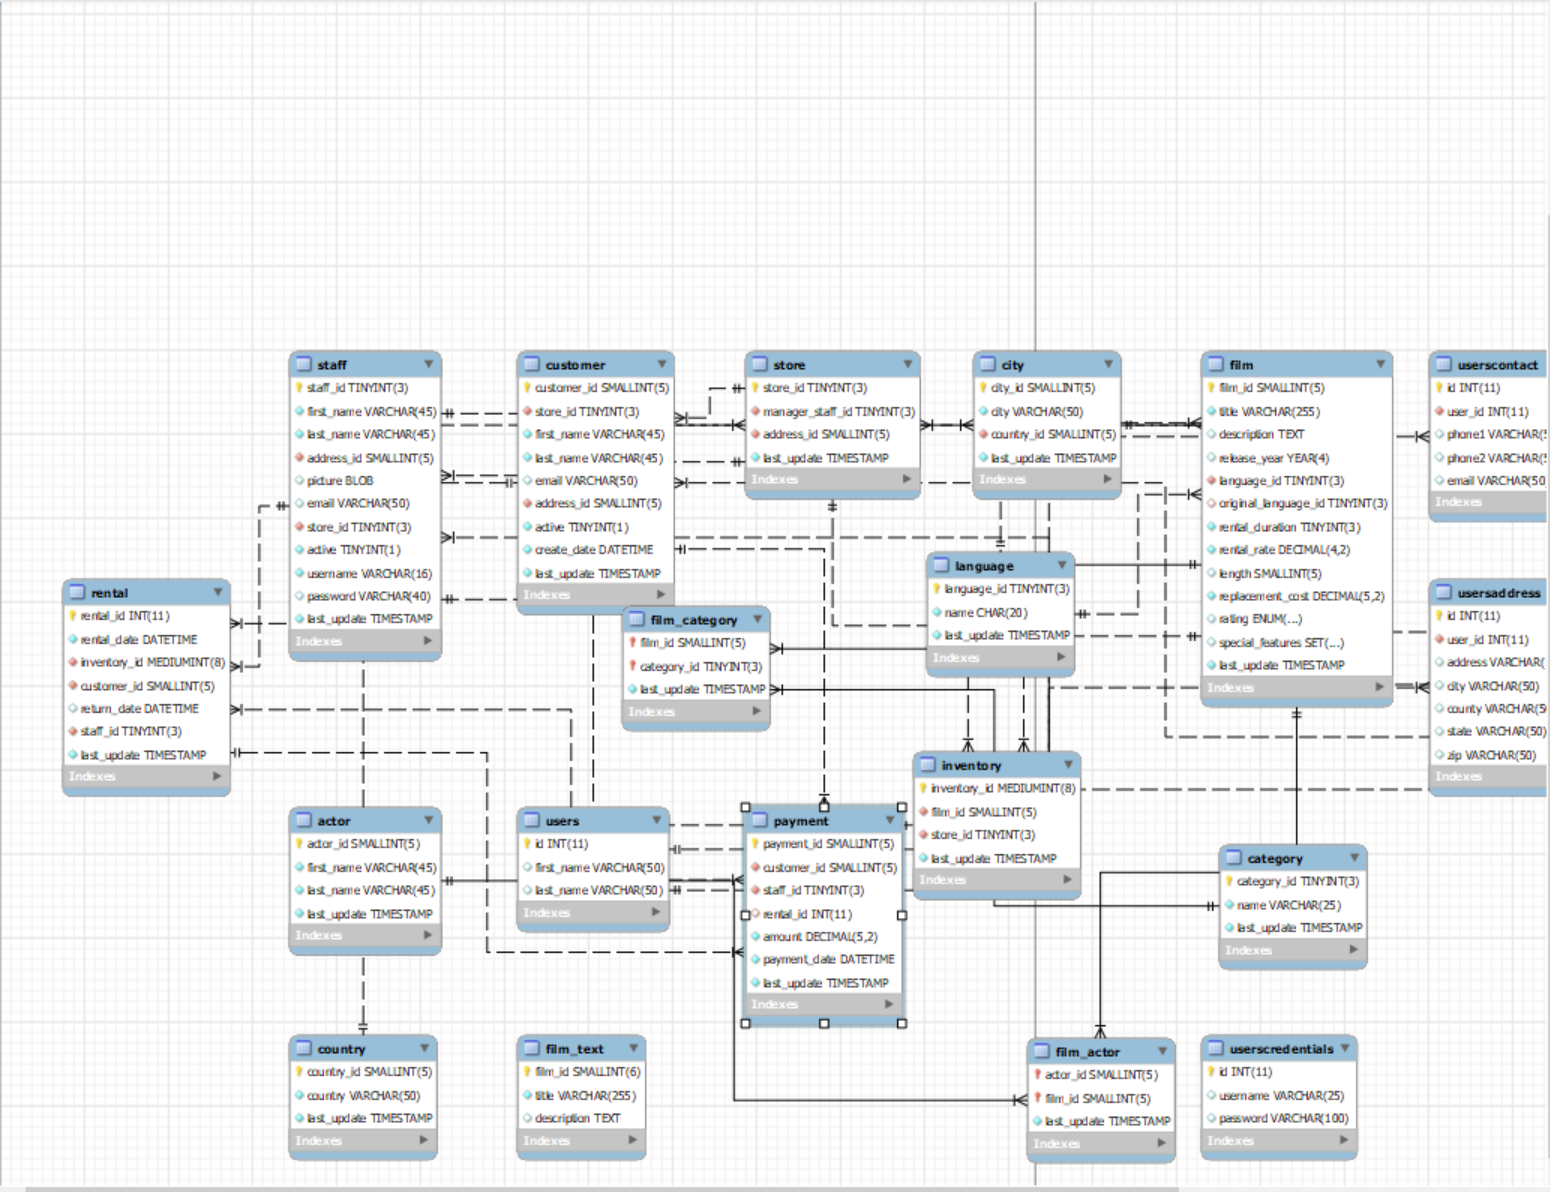 staff
staff_id TINYINT(3)
first_name VARCHAR(45)
last_name VARCHAR(45)
address_id SMALLINT(5)
picture BLOB
email VARCHAR(50)
store_id TINYINT(3)
active TINYINT(1)
username VARCHAR(16)
password VARCHAR(40)
last_update TIMESTAMP
Indexes
customer
customer_id SMALLINT(5)
store_id TINYINT(3)
first_name VARCHAR(45)
last_name VARCHAR(45)
email VARCHAR(50)
address_id SMALLINT(5)
active TINYINT(1)
create_date DATETIME
last_update TIMESTAMP
Indexes
store
store_id TINYINT(3)
manager_staff_id TINYINT(3)
address_id SMALLINT(5)
last_update TIMESTAMP
Indexes
city
city_id SMALLINT(5)
city VARCHAR(50)
country_id SMALLINT(5)
last_update TIMESTAMP
Indexes
film
film_id SMALLINT(5)
title VARCHAR(255)
description TEXT
release_year YEAR(4)
language_id TINYINT(3)
original_language_id TINYINT(3)
rental_duration TINYINT(3)
rental_rate DECIMAL(4,2)
length SMALLINT(5)
replacement_cost DECIMAL(5,2)
rating ENUM(...)
special_features SET(...)
last_update TIMESTAMP
Indexes
userscontact
id INT(11)
user_id INT(11)
phone1 VARCHAR(
phone2 VARCHAR(
email VARCHAR(50
Indexes
rental
rental_id INT(11)
rental_date DATETIME
inventory_id MEDIUMINT(8)
customer_id SMALLINT(5)
return_date DATETIME
staff_id TINYINT(3)
last_update TIMESTAMP
Indexes
film_category
film_id SMALLINT(5)
category_id TINYINT(3)
last_update TIMESTAMP
Indexes
language
language_id TINYINT(3)
name CHAR(20)
last_update TIMESTAMP
Indexes
usersaddress
id INT(11)
user_id INT(11)
address VARCHAR(
city VARCHAR(50)
county VARCHAR(5
state VARCHAR(50)
zip VARCHAR(50)
Indexes
actor
actor_id SMALLINT(5)
first_name VARCHAR(45)
last_name VARCHAR(45)
last_update TIMESTAMP
Indexes
users
id INT(11)
first_name VARCHAR(50)
last_name VARCHAR(50)
Indexes
payment
payment_id SMALLINT(5)
customer_id SMALLINT(5)
staff_id TINYINT(3)
rental_id INT(11)
amount DECIMAL(5,2)
payment_date DATETIME
last_update TIMESTAMP
Indexes
inventory
inventory_id MEDIUMINT(8)
film_id SMALLINT(5)
store_id TINYINT(3)
last_update TIMESTAMP
Indexes
category
category_id TINYINT(3)
name VARCHAR(25)
last_update TIMESTAMP
Indexes
country
country_id SMALLINT(5)
country VARCHAR(50)
last_update TIMESTAMP
Indexes
film_text
film_id SMALLINT(6)
title VARCHAR(255)
description TEXT
Indexes
film_actor
actor_id SMALLINT(5)
film_id SMALLINT(5)
last_update TIMESTAMP
Indexes
userscredentials
id INT(11)
username VARCHAR(25)
password VARCHAR(100)
Indexes